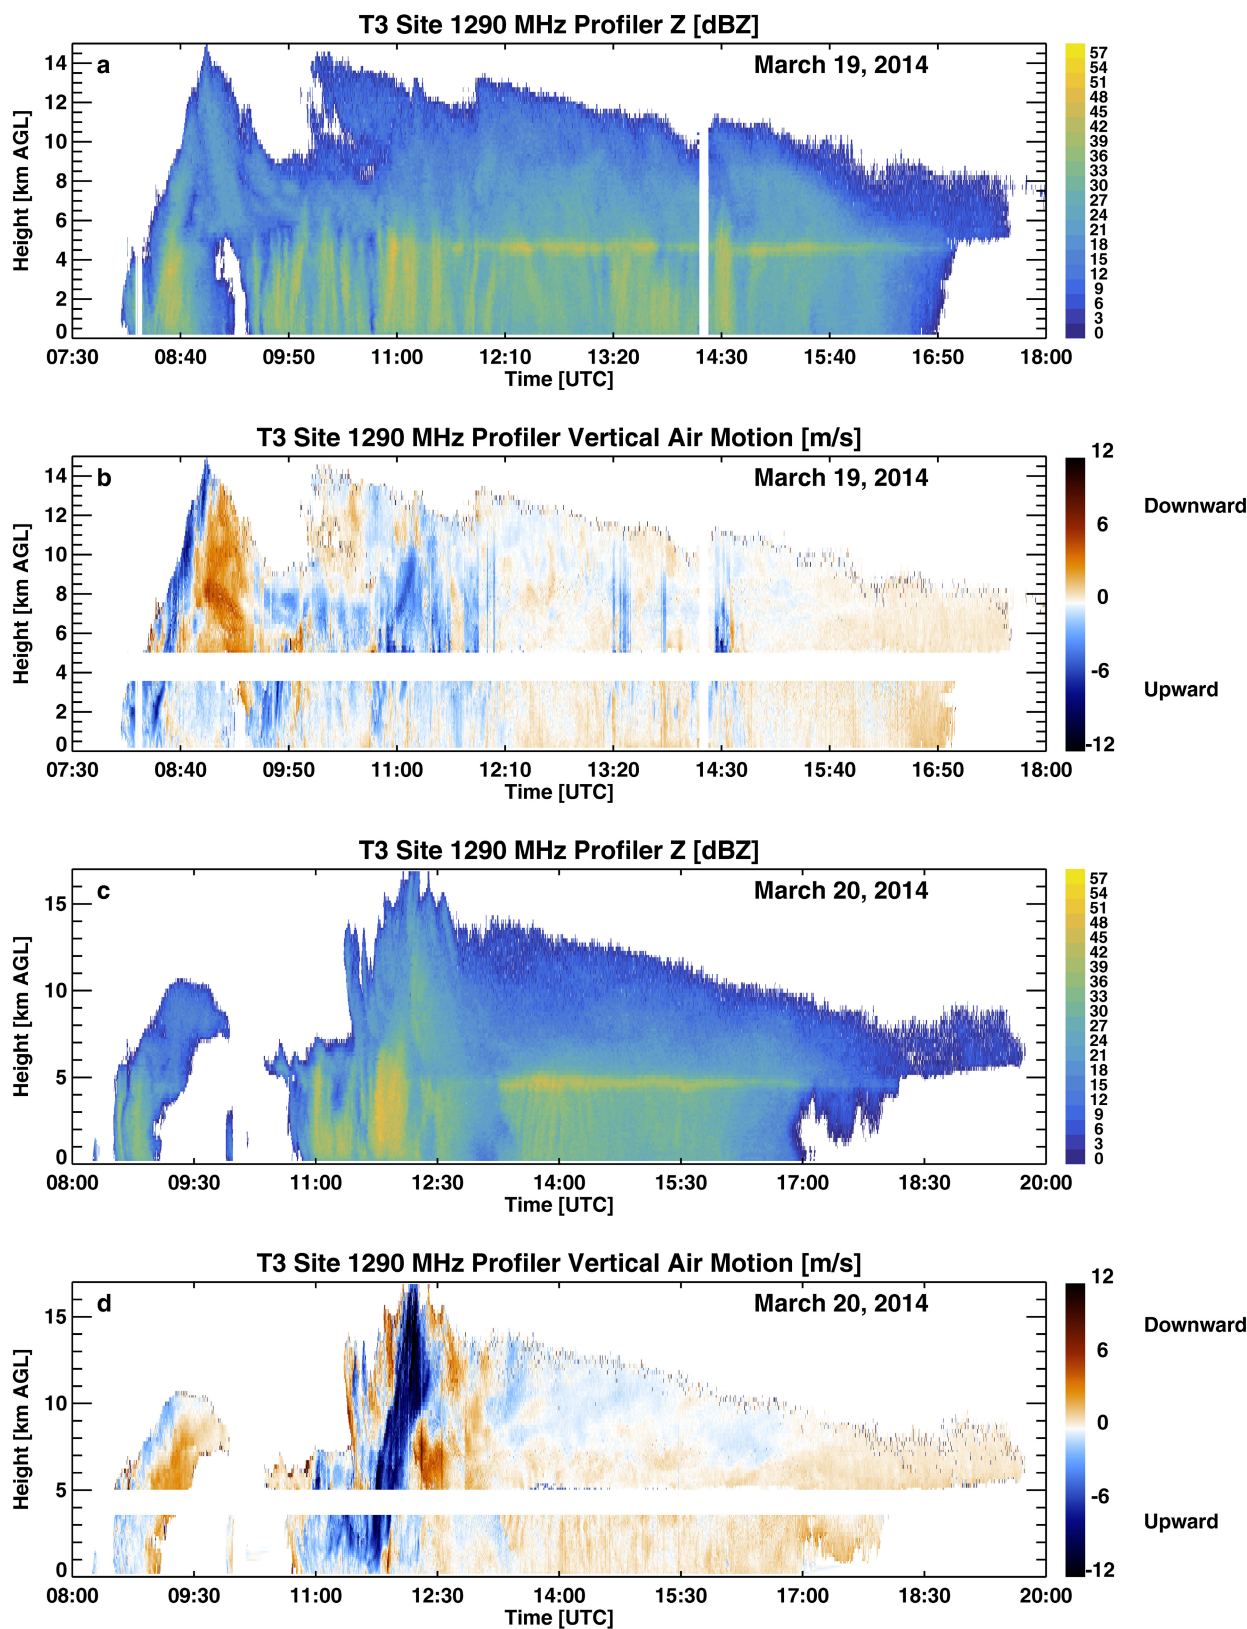 T3 Site 1290 MHz Profiler Z [dBZ]
a
March 19, 2014
Height [km AGL]
14
12
10
8
6
4
2
0
07:30 08:40 09:50 11:00 12:10 13:20 14:30 15:40 16:50 18:00
Time [UTC]
57
54
51
48
45
42
39
36
33
30
27
24
21
18
15
12
9
6
3
0
T3 Site 1290 MHz Profiler Vertical Air Motion [m/s]
b
March 19, 2014
Height [km AGL]
14
12
10
8
6
4
2
0
07:30 08:40 09:50 11:00 12:10 13:20 14:30 15:40 16:50 18:00
Time [UTC]
12
6
0
-6
-12
Downward
Upward
T3 Site 1290 MHz Profiler Z [dBZ]
c
March 20, 2014
Height [km AGL]
15
10
5
0
08:00 09:30 11:00 12:30 14:00 15:30 17:00 18:30 20:00
Time [UTC]
57
54
51
48
45
42
39
36
33
30
27
24
21
18
15
12
9
6
3
0
T3 Site 1290 MHz Profiler Vertical Air Motion [m/s]
d
March 20, 2014
Height [km AGL]
15
10
5
0
08:00 09:30 11:00 12:30 14:00 15:30 17:00 18:30 20:00
Time [UTC]
12
6
0
-6
-12
Downward
Upward